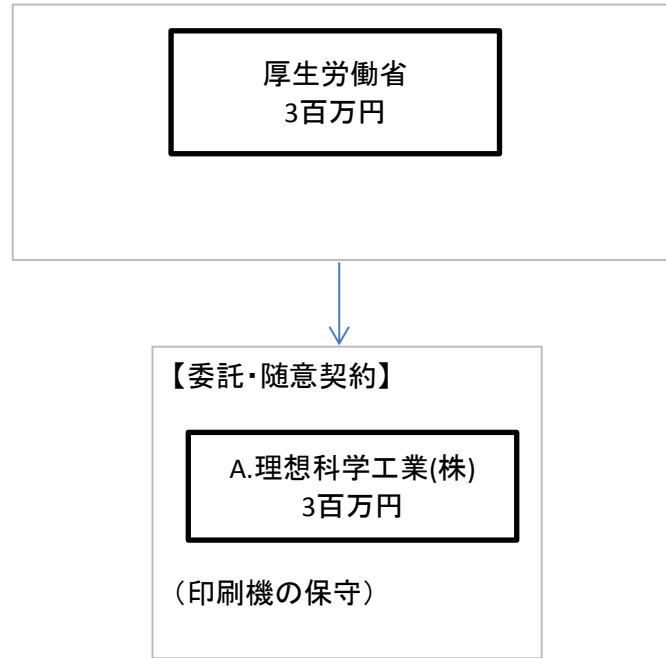 厚生労働省
3百万円
【委託・随意契約】
A.理想科学工業(株)
3百万円
（印刷機の保守）